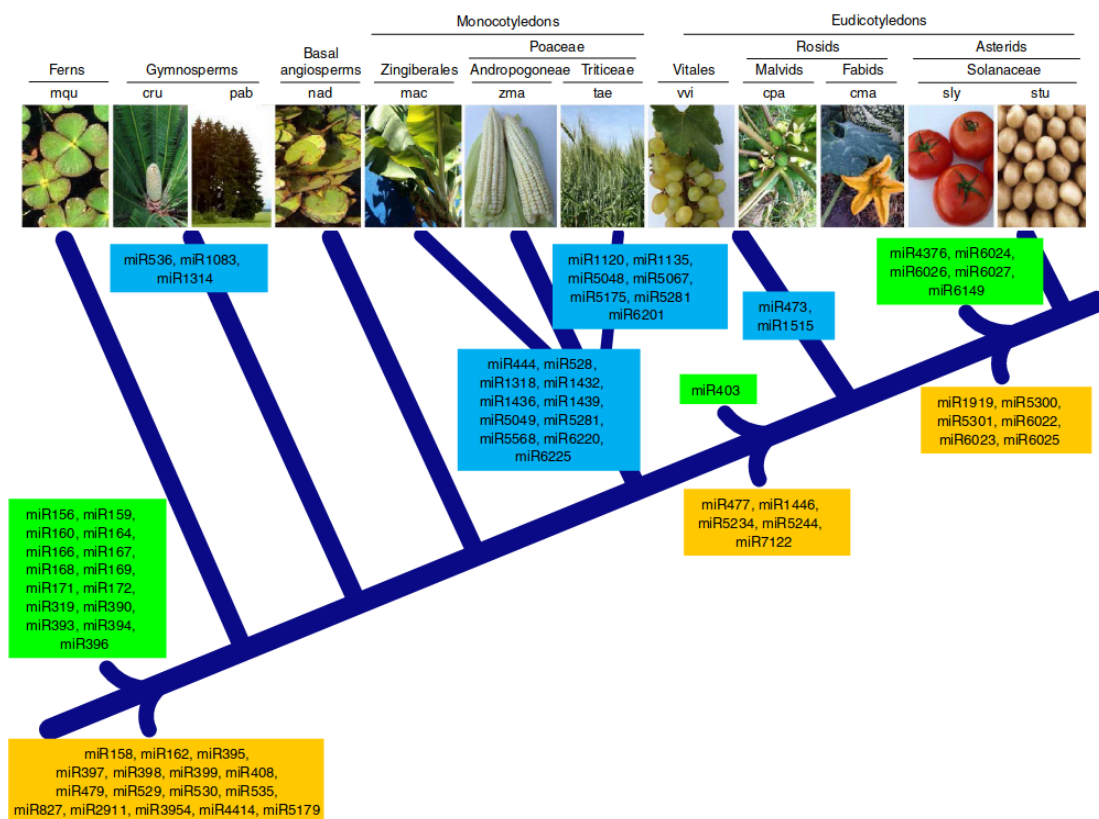 Monocotyledons
Eudicotyledons
Poaceae
Rosids
Asterids
Ferns
Gymnosperms
Basal
angiosperms
Zingiberales
Andropogoneae
Triticeae
Vitales
Malvids
Fabids
Solanaceae
mqu
cru
pab
nad
mac
zma
tae
vvi
cpa
cma
sly
stu
miR536, miR1083,
miR1314
miR1120, miR1135,
miR5048, miR5067,
miR5175, miR5281
miR6201
miR4376, miR6024,
miR6026, miR6027,
miR6149
miR473,
miR1515
miR444, miR528,
miR1318, miR1432,
miR1436, miR1439,
miR5049, miR5281,
miR5568, miR6220,
miR6225
miR403
miR1919, miR5300,
miR5301, miR6022,
miR6023, miR6025
miR477, miR1446,
miR5234, miR5244,
miR7122
miR156, miR159,
miR160, miR164,
miR166, miR167,
miR168, miR169,
miR171, miR172,
miR319, miR390,
miR393, miR394,
miR396
miR158, miR162, miR395,
miR397, miR398, miR399, miR408,
miR479, miR529, miR530, miR535,
miR827, miR2911, miR3954, miR4414, miR5179